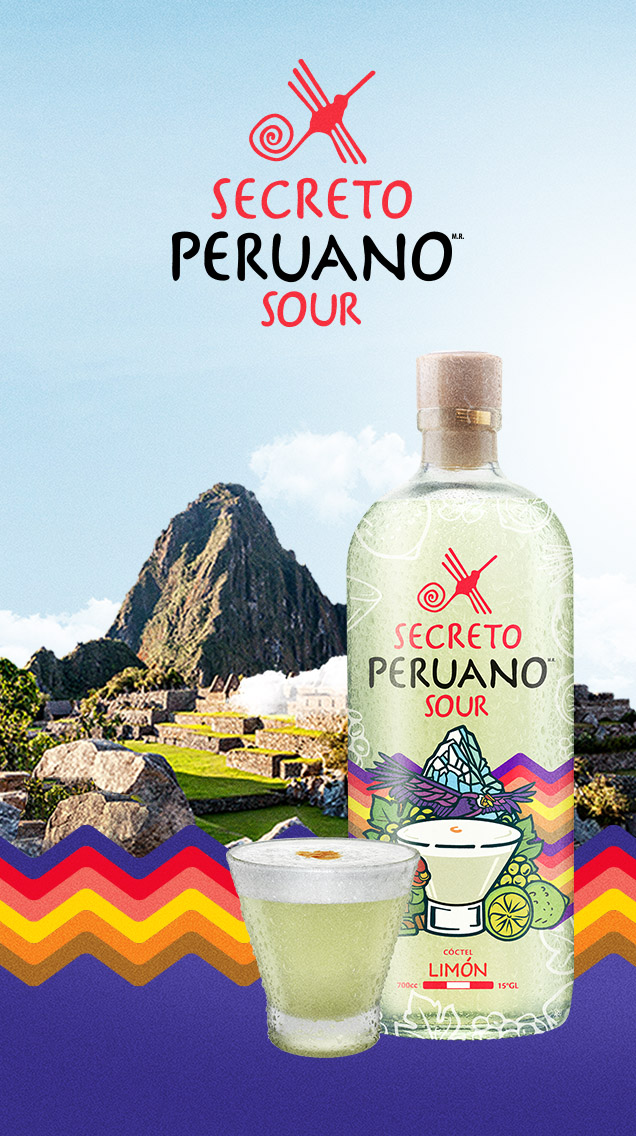 SECRETO
PERUANO M.R.
SOUR
SECRETO
PERUANO M.R.
SOUR
CÓCTEL
LIMÓN
700cc 15°GL